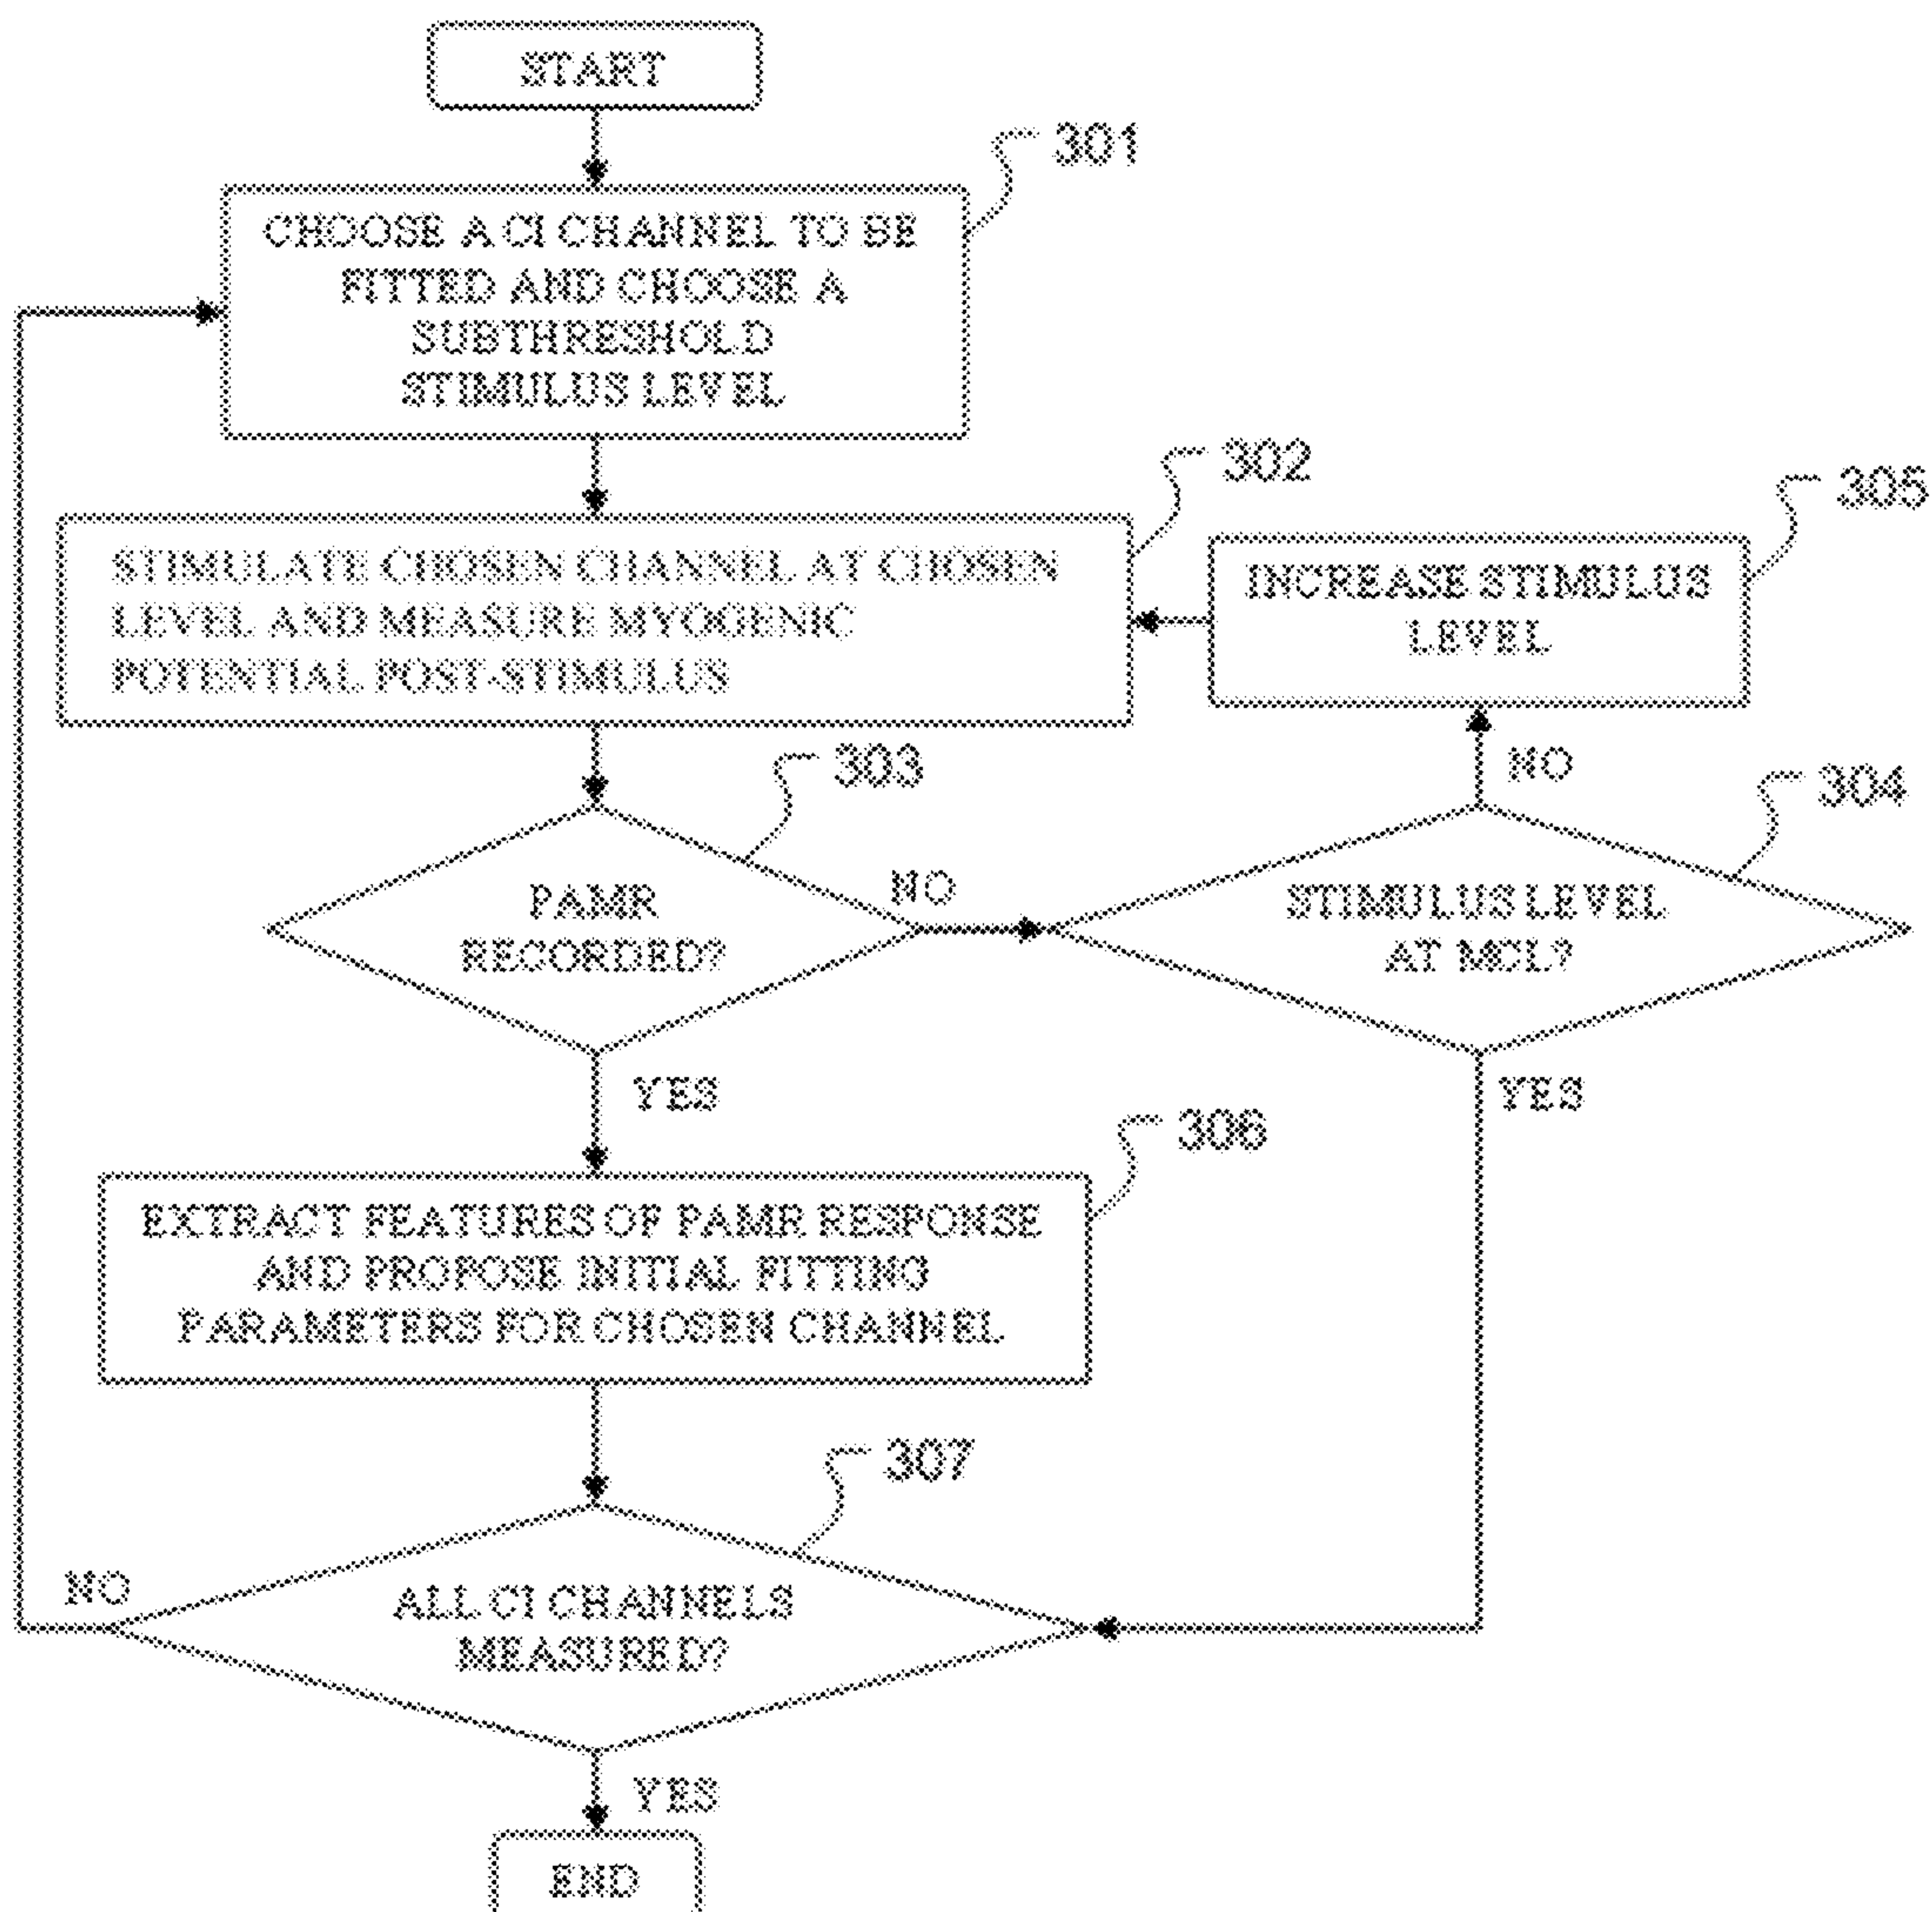 START
301
CHOOSE A CI CHANNEL TO BE
FITTED AND CHOOSE A
SUBTHRESHOLD
STIMULUS LEVEL
302
305
STIMULATE CHOSEN CHANNEL AT CHOSEN
LEVEL AND MEASURE MYOGENIC
POTENTIAL POST-STIMULUS
INCREASE STIMULUS
LEVEL
303
NO
304
PAMR
RECORDED?
NO
STIMULUS LEVEL
AT MCL?
YES
YES
306
EXTRACT FEATURES OF PAMR RESPONSE
AND PROPOSE INITIAL FITTING
PARAMETERS FOR CHOSEN CHANNEL
307
NO
ALL CI CHANNELS
MEASURED?
YES
END